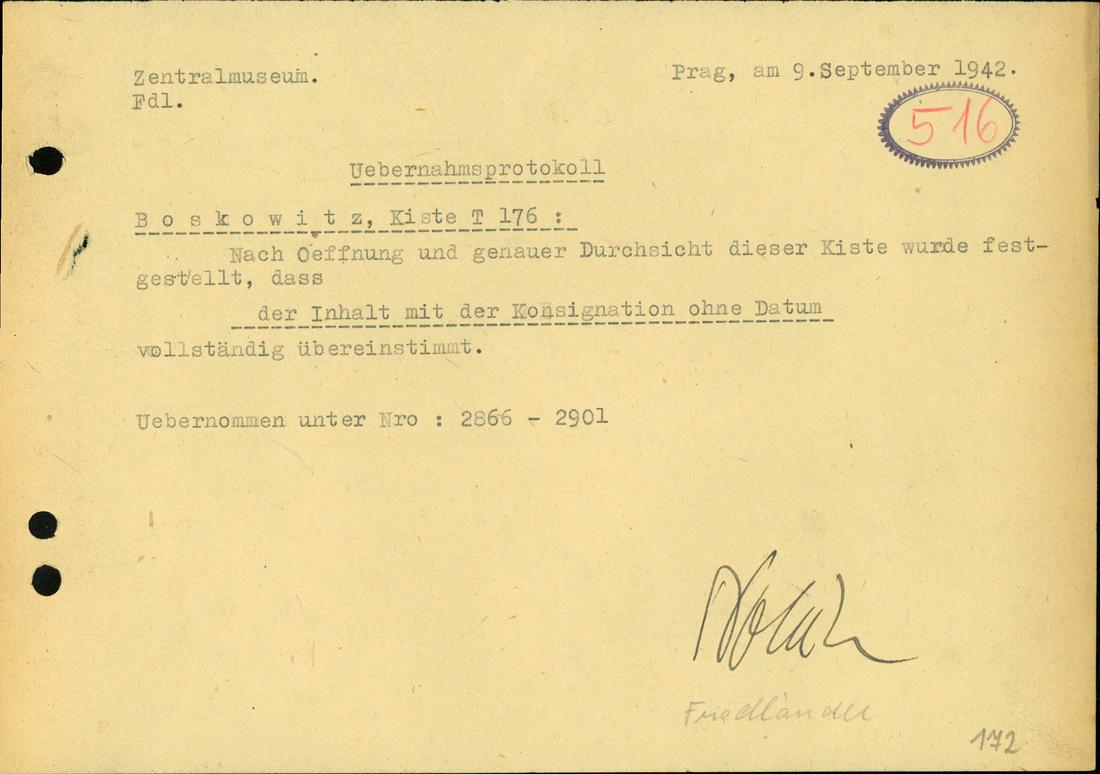 Zentralmuseum.
Prag, am 9.September 1942.
Fdl.
516
Uebernahmsprotokoll
B o s k o w i t z, Kiste T 176 :
Nach Oeffnung und genauer Durchsicht dieser Kiste wurde fest-
gestellt, dass
der Inhalt mit der Konsignation ohne Datum
vollständig übereinstimmt.
Uebernommen unter Nro : 2866 - 2901
Friedländer
172